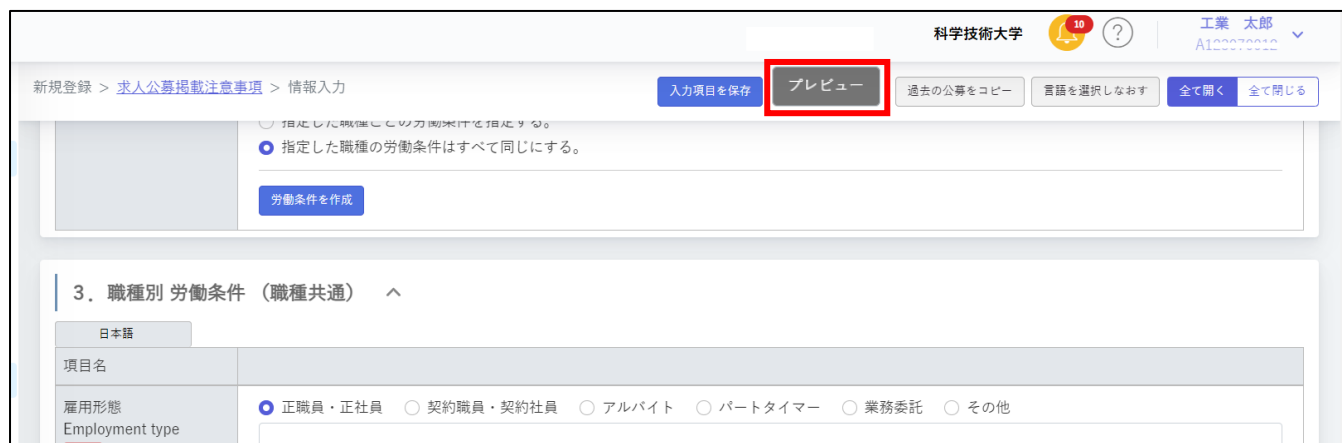 科学技術大学 10 ? 工業 太郎
新規登録 > 求人公募掲載注意事項 > 情報入力 入力項目を保存 プレビュー 過去の公募をコピー 言語を選択しなおす 全て開く 全て閉じる
指定した職種ごとの労働条件を指定する。
指定した職種の労働条件はすべて同じにする。
労働条件を作成
3. 職種別 労働条件 (職種共通)
日本語
項目名
雇用形態 正職員・正社員 契約職員・契約社員 アルバイト パートタイマー 業務委託 その他
Employment type